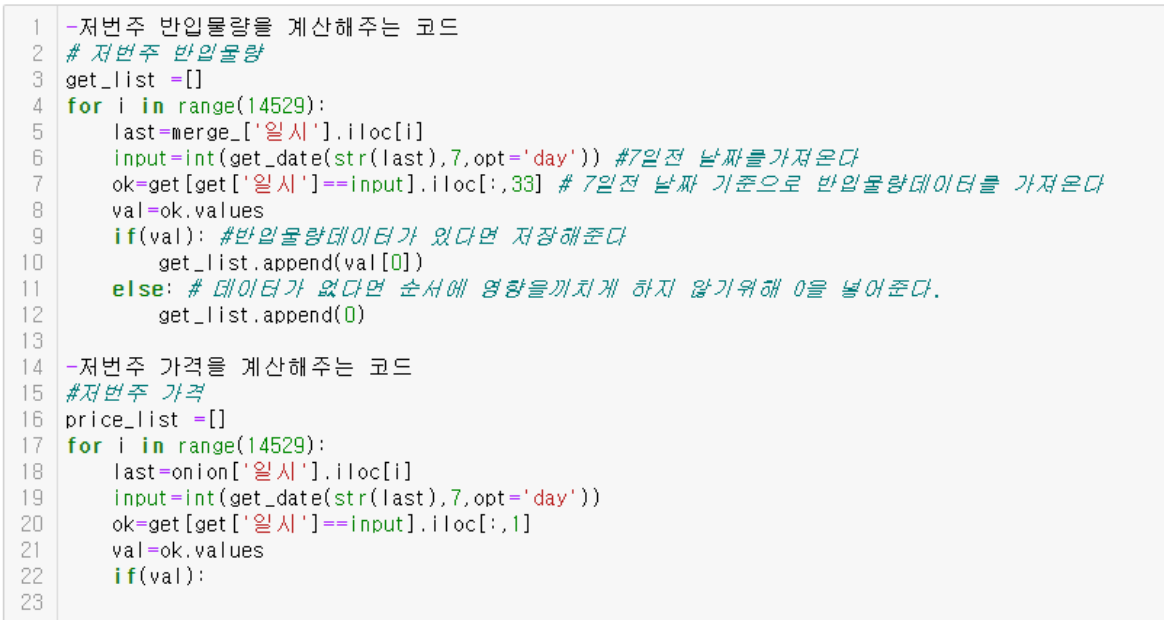 1 -저번주 반입물량을 계산해주는 코드
2 # 저번주 반입물량
3 get_list =[]
4 for i in range(14529):
5     last=merge_['일시'].iloc[i]
6     input=int(get_date(str(last),7,opt='day')) #7일전 날짜를가져온다
7     ok=get[get['일시']==input].iloc[:,33] # 7일전 날짜 기준으로 반입물량데이터를 가져온다
8     val=ok.values
9     if(val): #반입물량데이터가 있다면 저장해준다
10         get_list.append(val[0])
11     else: # 데이터가 없다면 순서에 영향을끼치게 하지 않기위해 0을 넣어준다.
12         get_list.append(0)
13
14 -저번주 가격을 계산해주는 코드
15 #저번주 가격
16 price_list =[]
17 for i in range(14529):
18     last=onion['일시'].iloc[i]
19     input=int(get_date(str(last),7,opt='day'))
20     ok=get[get['일시']==input].iloc[:,1]
21     val=ok.values
22     if(val):
23